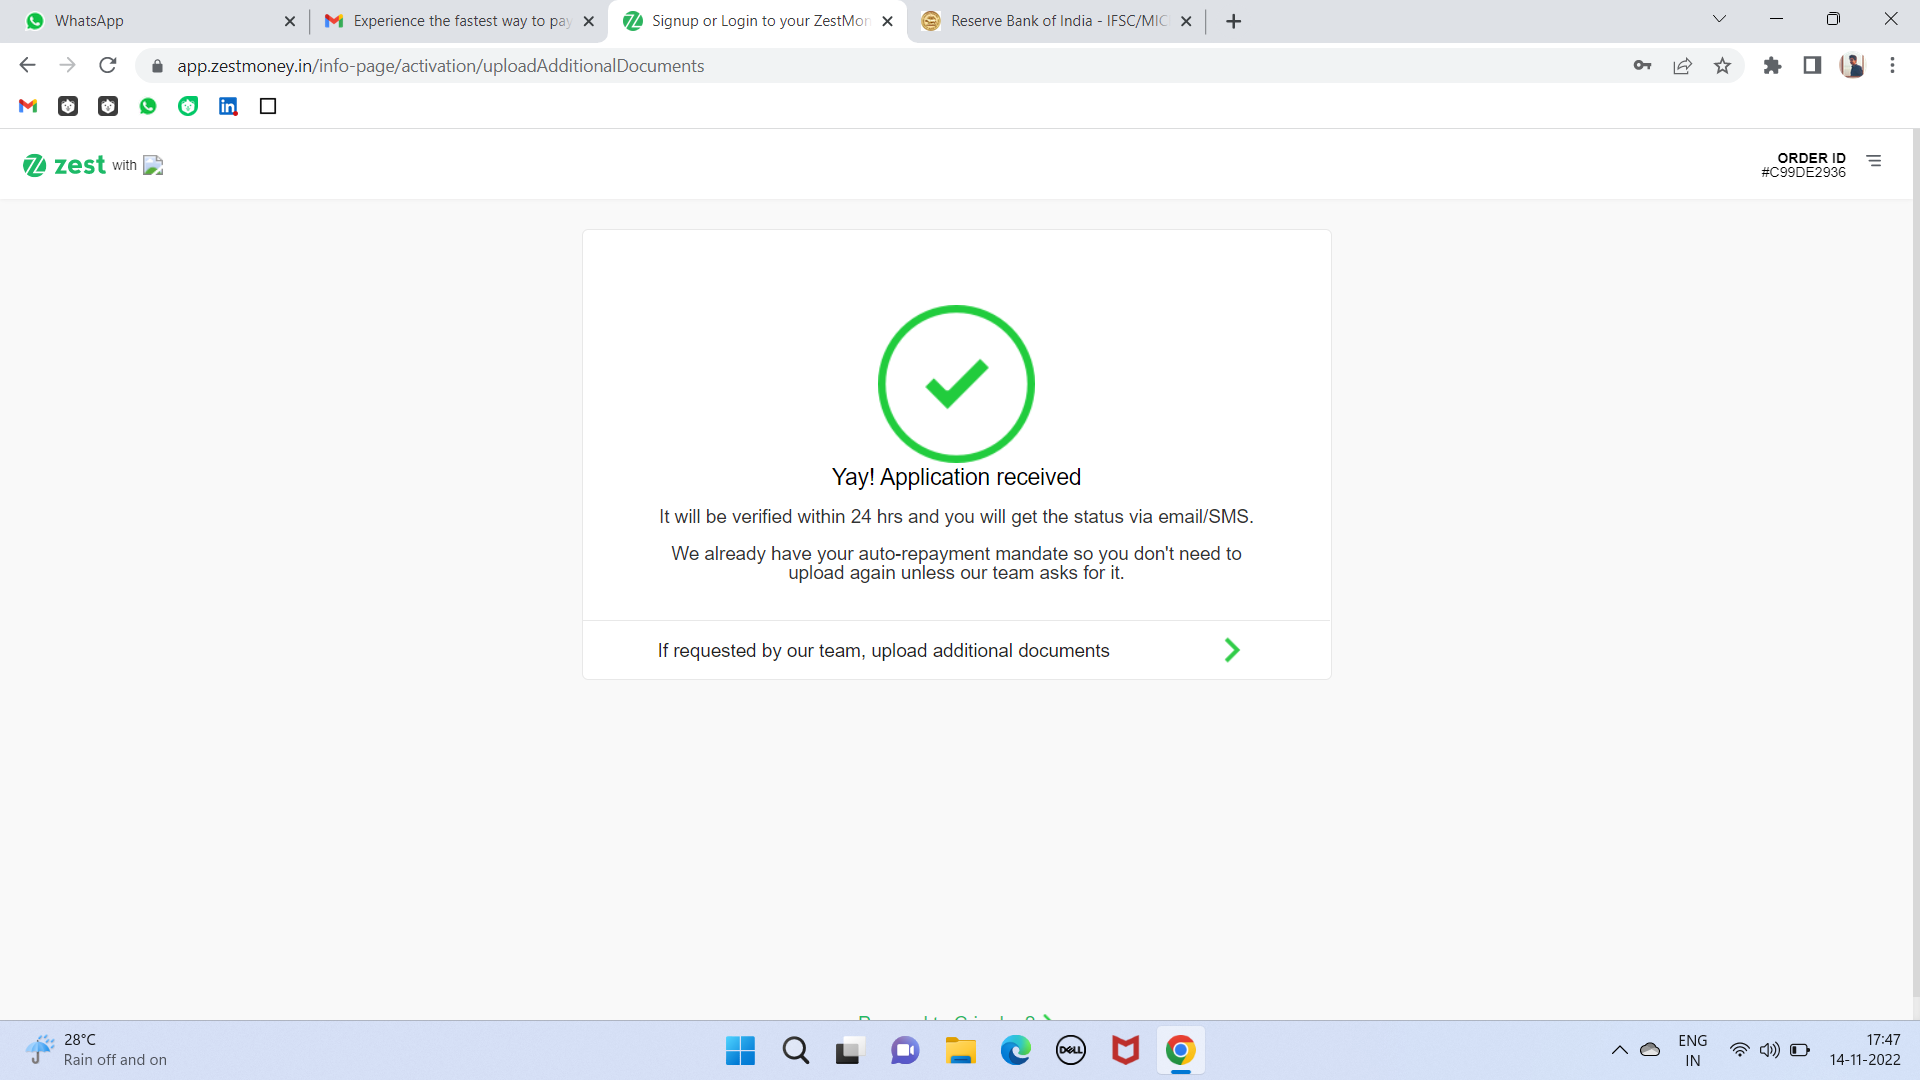 WhatsApp
Experience the fastest way to pay
Signup or Login to your ZestMon
Reserve Bank of India - IFSC/MIC
app.zestmoney.in/info-page/activation/uploadAdditionalDocuments
zest with
ORDER ID
#C99DE2936
Yay! Application received
It will be verified within 24 hrs and you will get the status via email/SMS.
We already have your auto-repayment mandate so you don't need to
upload again unless our team asks for it.
If requested by our team, upload additional documents
28°C
Rain off and on
DELL
ENG
IN
17:47
14-11-2022